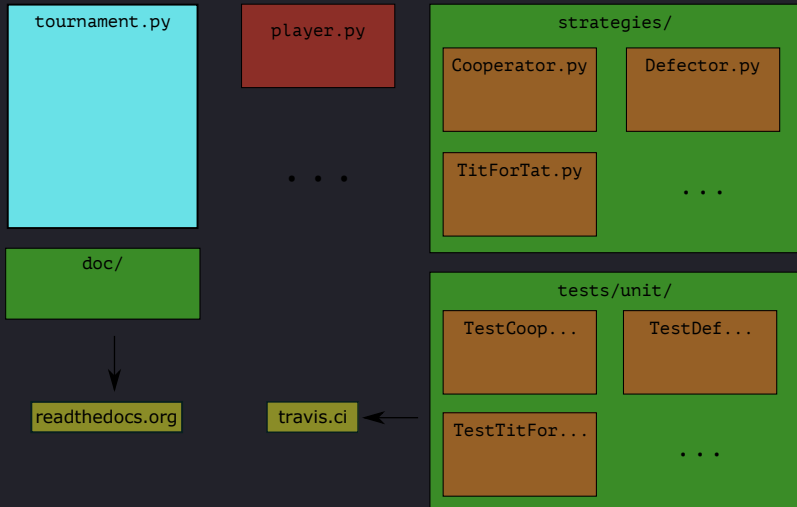 tournament.py
player.py
strategies/
Cooperator.py
Defector.py
TitForTat.py
...
...
doc/
tests/unit/
TestCoop...
TestDef...
readthedocs.org
travis.ci
TestTitFor...
...